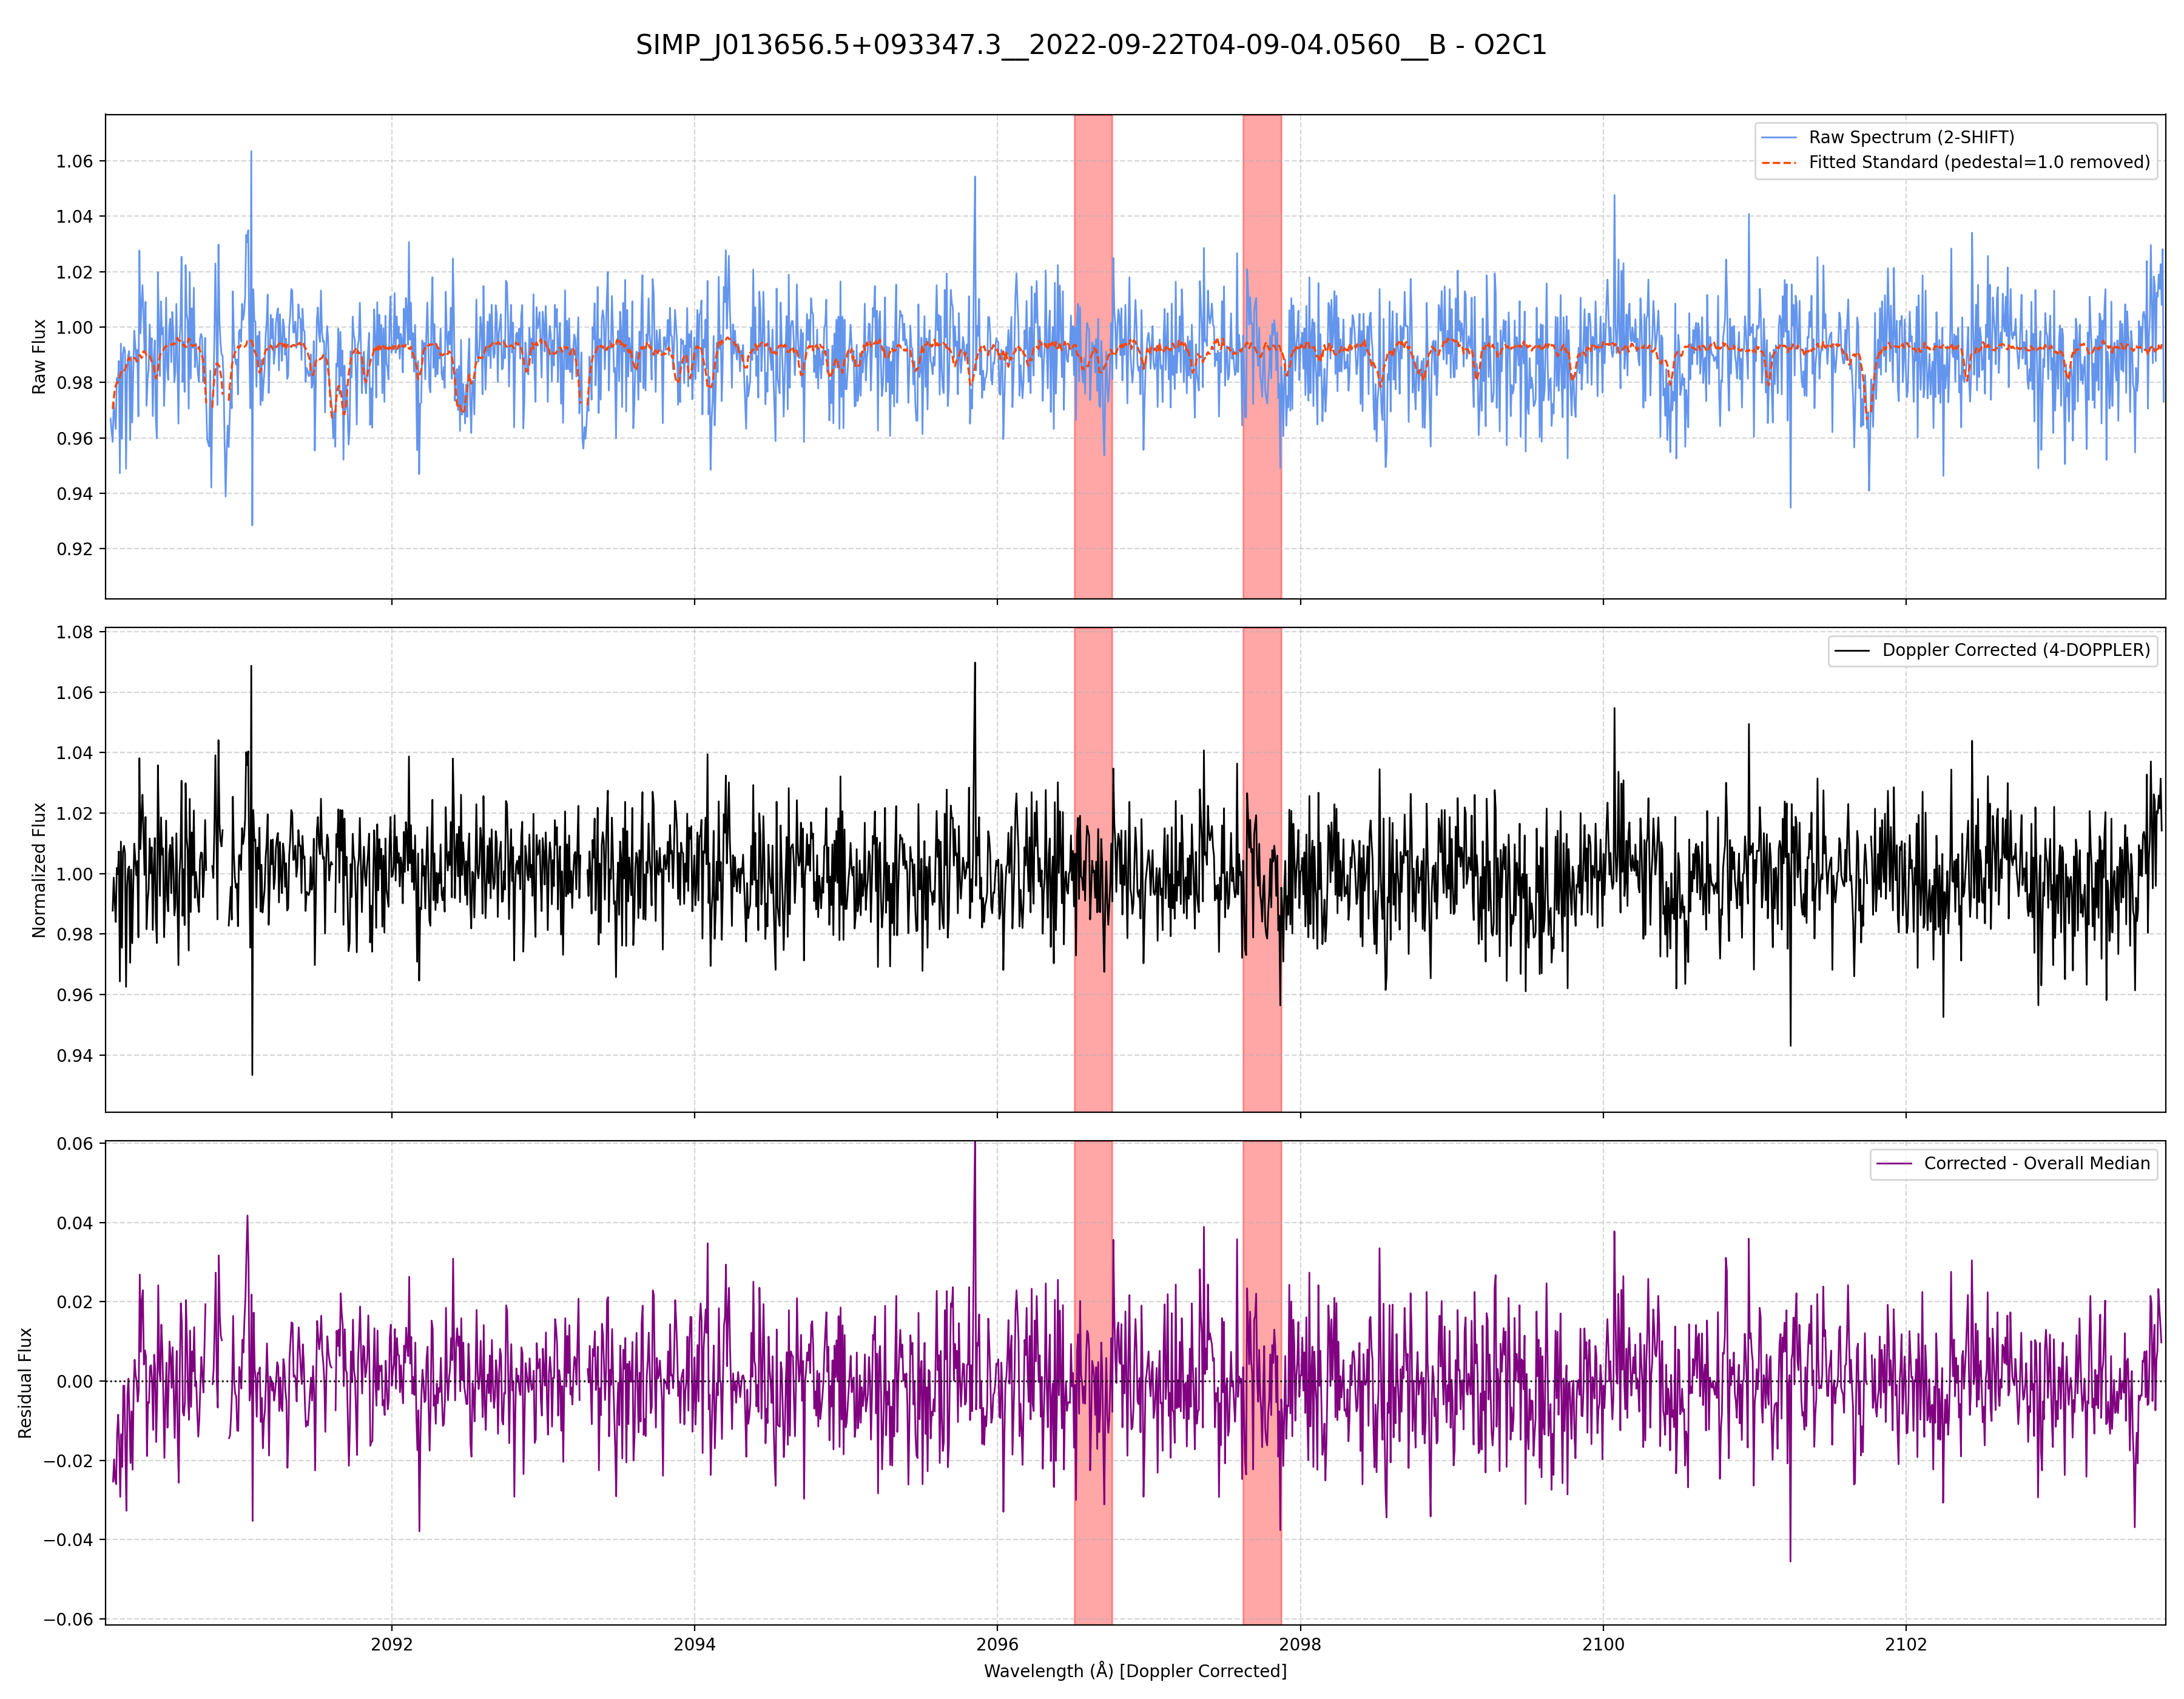 SIMP_J013656.5+093347.3__2022-09-22T04-09-04.0560__B - O2C1
Raw Flux
1.06
1.04
1.02
1.00
0.98
0.96
0.94
0.92
Raw Spectrum (2-SHIFT)
Fitted Standard (pedestal=1.0 removed)
Normalized Flux
1.08
1.06
1.04
1.02
1.00
0.98
0.96
0.94
Doppler Corrected (4-DOPPLER)
Residual Flux
0.06
0.04
0.02
0.00
−0.02
−0.04
−0.06
Corrected - Overall Median
2092 2094 2096 2098 2100 2102
Wavelength (Å) [Doppler Corrected]